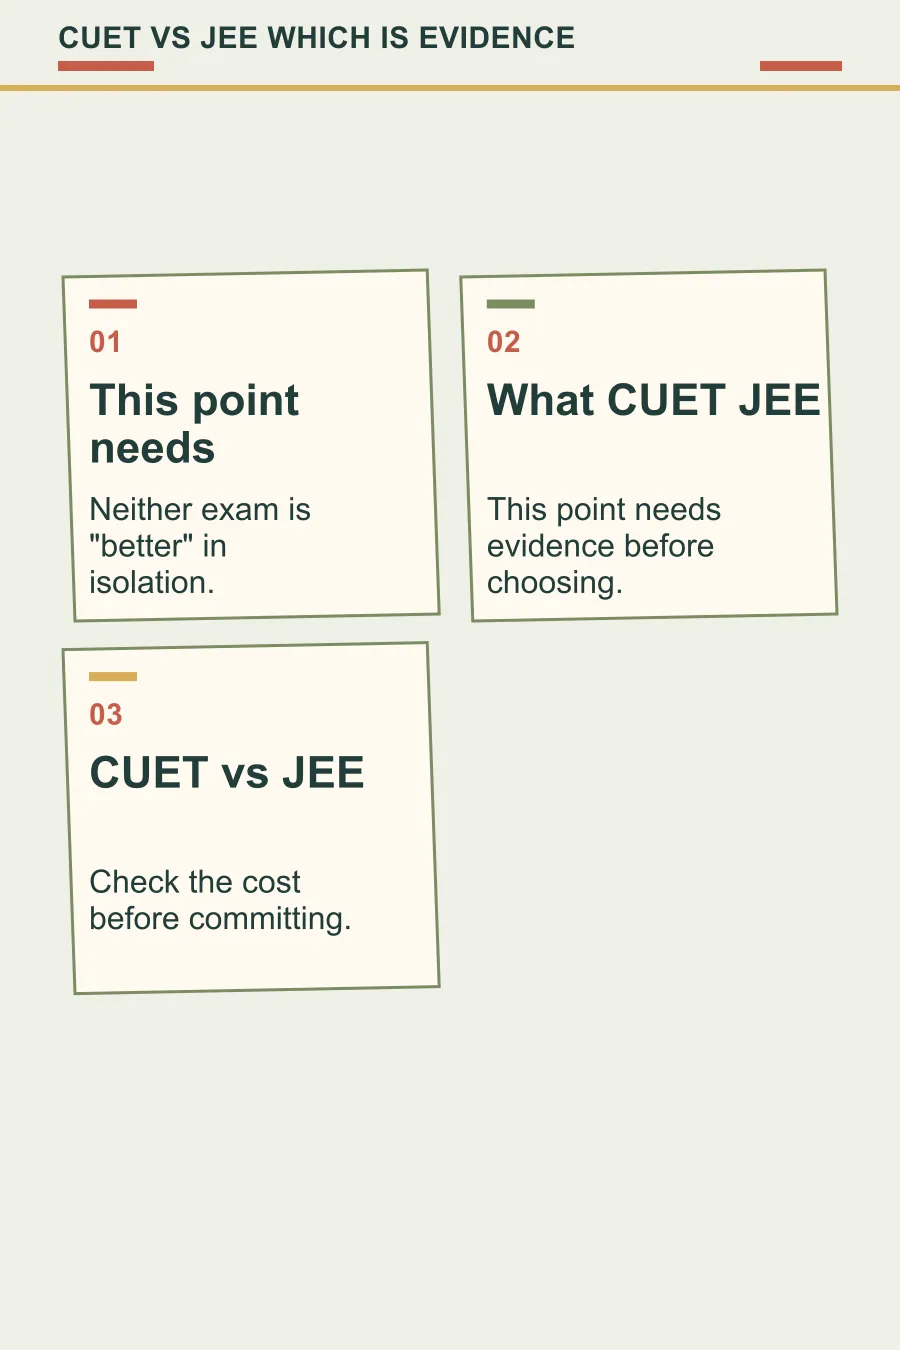 CUET VS JEE WHICH IS EVIDENCE
01
This point
needs
Neither exam is
"better" in
isolation.
02
What CUET JEE
This point needs
evidence before
choosing.
03
CUET vs JEE
Check the cost
before committing.